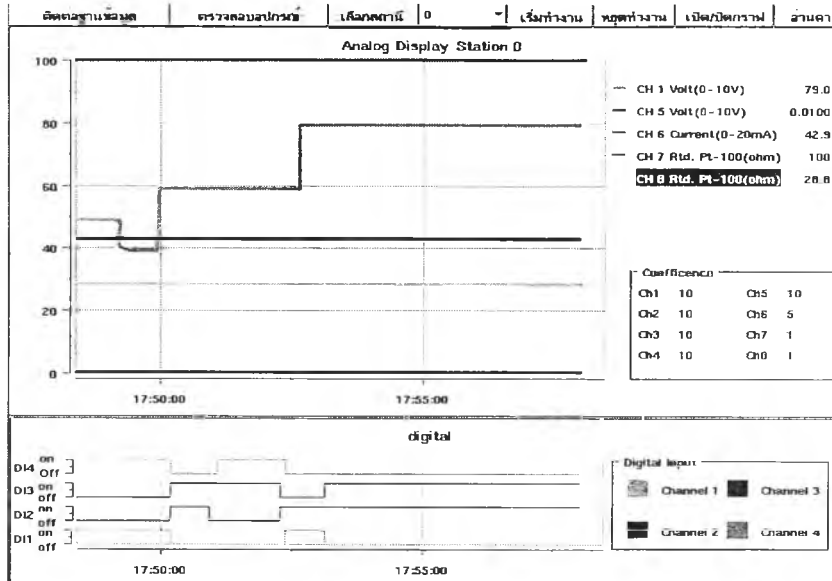 ติดต่อฐานข้อมูล ตรวจสอบอุปกรณ์ เลือกสถานี 0 เริ่มทำงาน หยุดทำงาน เปิด/ปิดกราฟ อ่านค่า
Analog Display Station 0
100
80
60
40
20
0
17:50:00 17:55:00
CH 1 Volt(0-10V) 79.0
CH 5 Volt(0-10V) 0.0100
CH 6 Current(0-20mA) 42.9
CH 7 Rtd. Pt-100(ohm) 100
CH 8 Rtd. Pt-100(ohm) 28.8
Coefficence
Ch1 10 Ch5 10
Ch2 10 Ch6 5
Ch3 10 Ch7 1
Ch4 10 Ch8 1
digital
DI4 on Off
DI3 on off
DI2 on off
DI1 on off
17:50:00 17:55:00
Digital Input
Channel 1 Channel 3
Channel 2 Channel 4